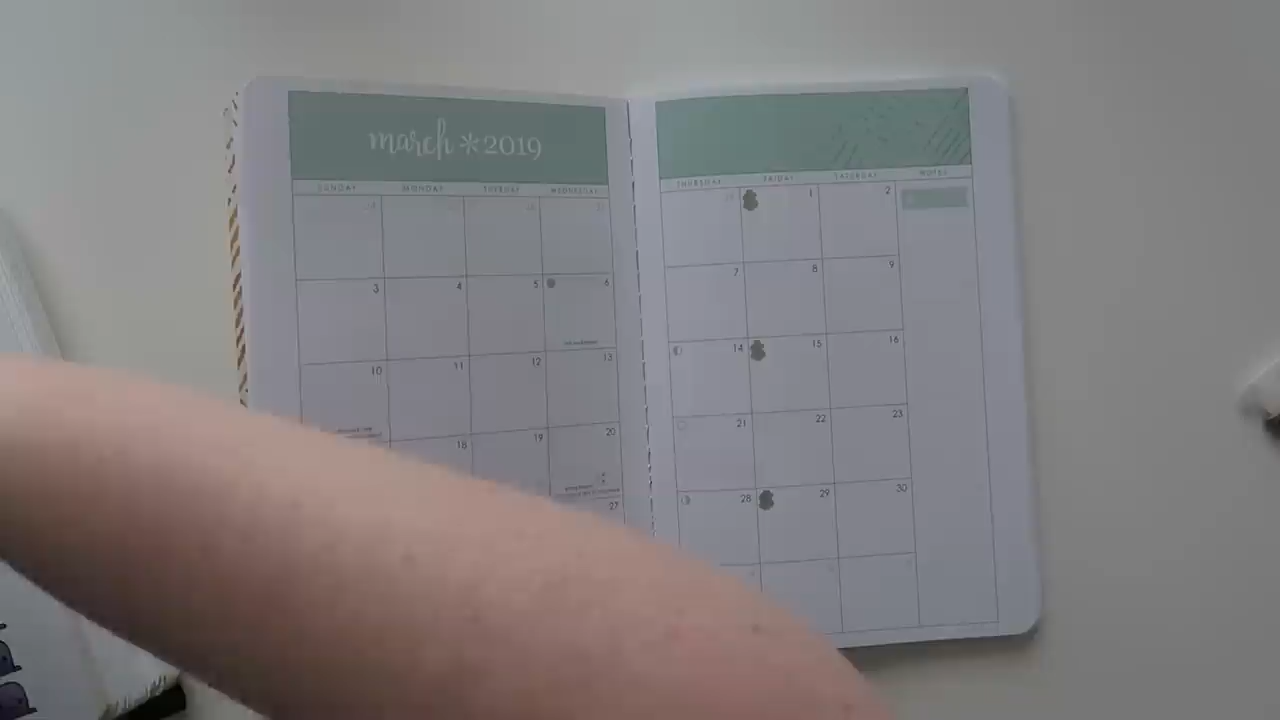 march * 2019
SUNDAY MONDAY TUESDAY WEDNESDAY THURSDAY FRIDAY SATURDAY NOTES
1 2
3 4 5 6 7 8 9
10 11 12 13 14 15 16
18 19 20 21 22 23
27 28 29 30